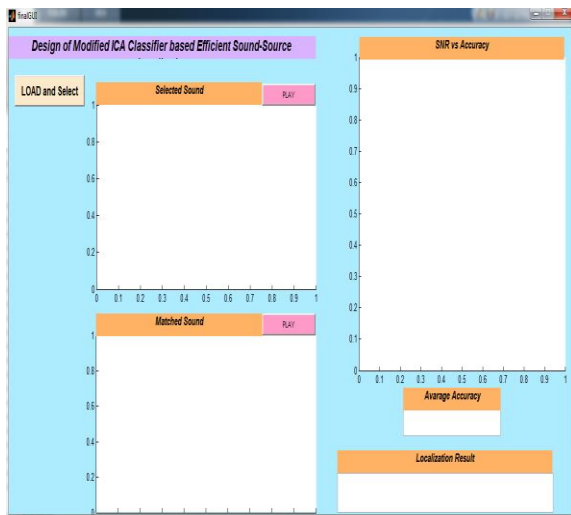 finalGUI
Design of Modified ICA Classifier based Efficient Sound-Source
LOAD and Select
Selected Sound
PLAY
1
0.8
0.6
0.4
0.2
0
0 0.1 0.2 0.3 0.4 0.5 0.6 0.7 0.8 0.9 1
Matched Sound
PLAY
1
0.8
0.6
0.4
0.2
0
SNR vs Accuracy
1
0.9
0.8
0.7
0.6
0.5
0.4
0.3
0.2
0.1
0
0 0.1 0.2 0.3 0.4 0.5 0.6 0.7 0.8 0.9 1
Avarage Accuracy
Localization Result